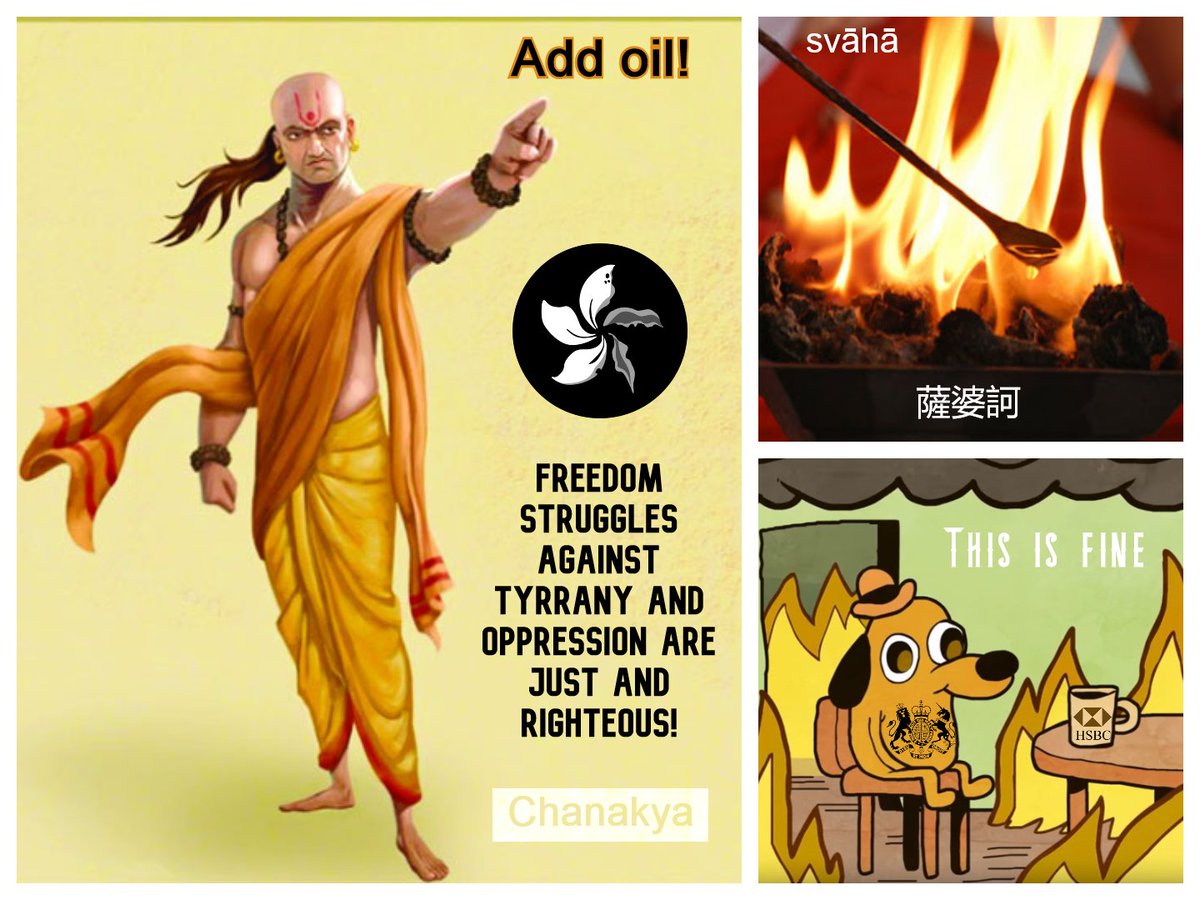 Add oil!
FREEDOM
STRUGGLES
AGAINST
TYRRANY AND
OPPRESSION ARE
JUST AND
RIGHTEOUS!
Chanakya
svāhā
薩婆訶
THIS IS FINE
HSBC